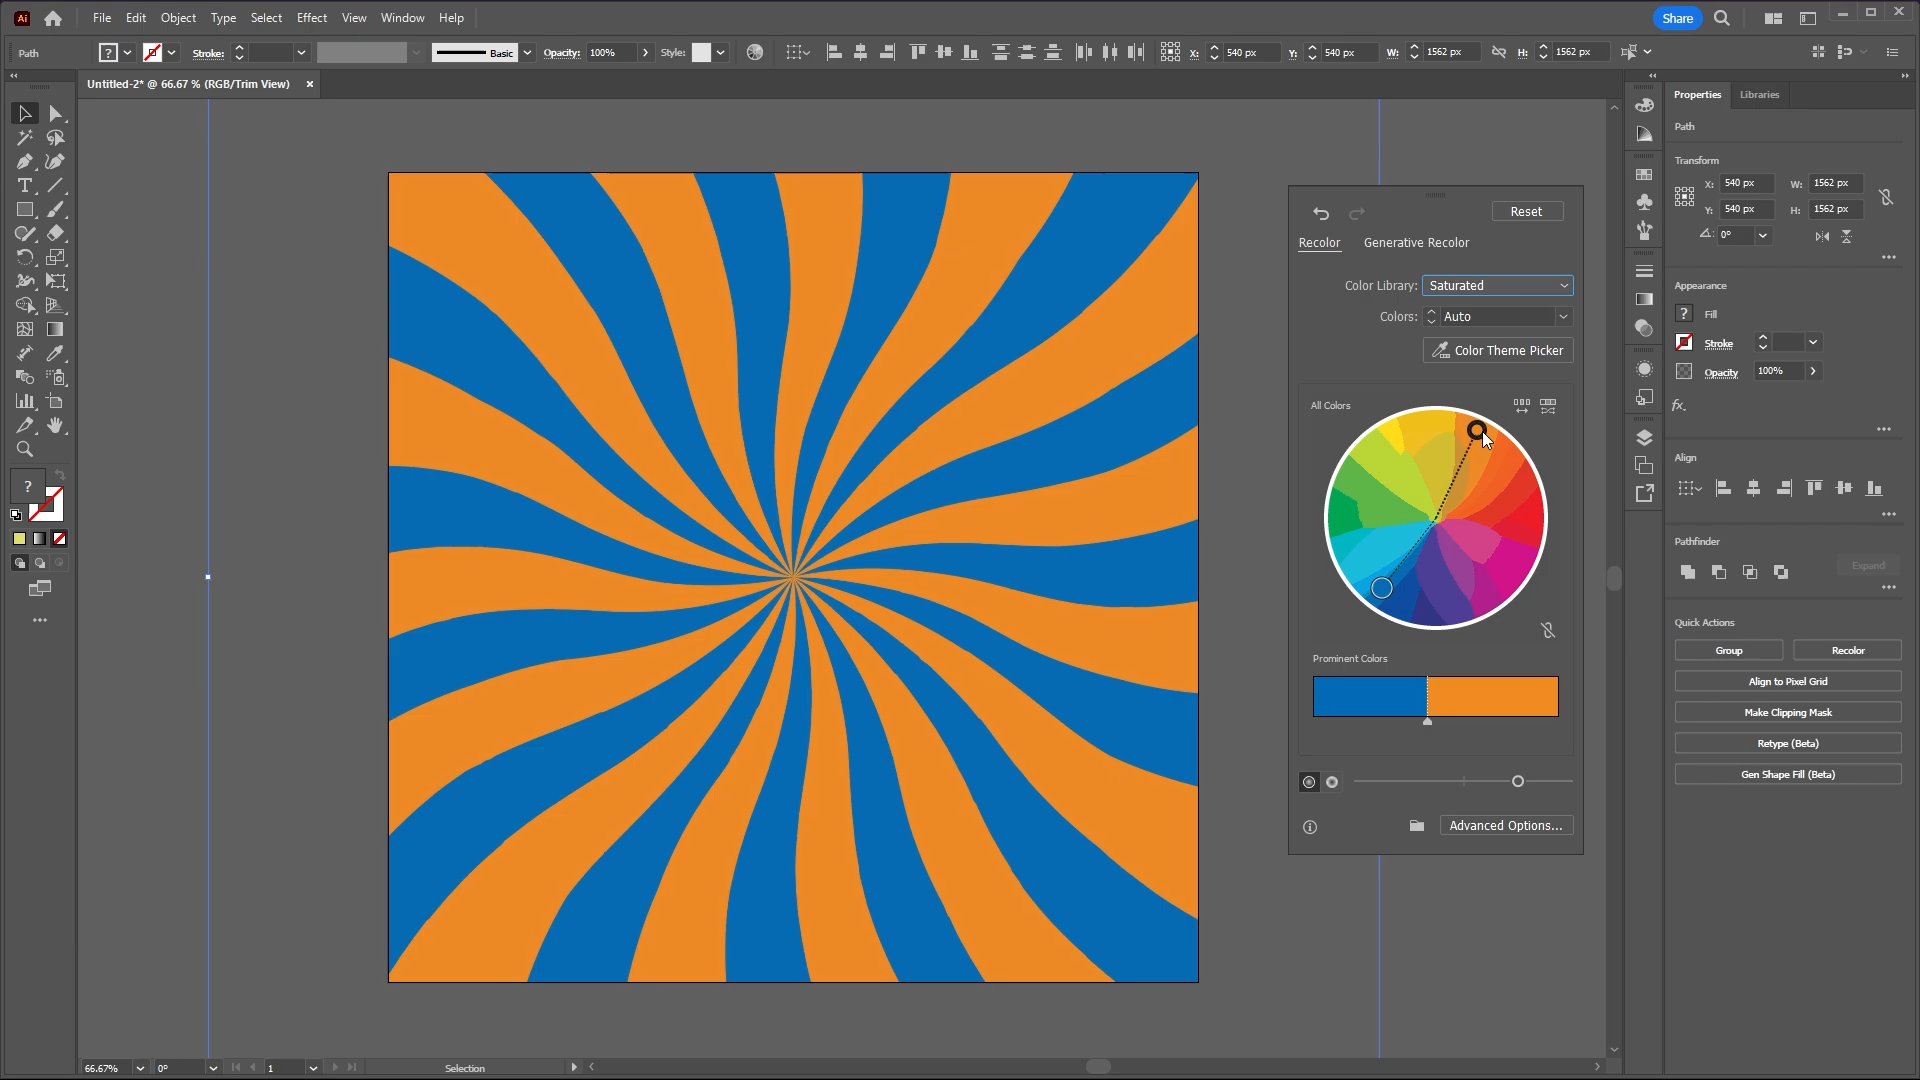 Ai File Edit Object Type Select Effect View Window Help Share
Path ? Stroke: Basic Opacity: 100% Style: X: 540 px Y: 540 px W: 1562 px H: 1562 px
Untitled-2* @ 66.67 % (RGB/Trim View) ×
Properties Libraries
Path
Transform
X: 540 px W: 1562 px
Y: 540 px H: 1562 px
0°
Appearance
? Fill
Stroke
Opacity 100%
fx.
Align
Pathfinder
Expand
Quick Actions
Group Recolor
Align to Pixel Grid
Make Clipping Mask
Retype (Beta)
Gen Shape Fill (Beta)
Reset
Recolor Generative Recolor
Color Library: Saturated
Colors: Auto
Color Theme Picker
All Colors
Prominent Colors
Advanced Options...
?
66.67% 0° 1 Selection